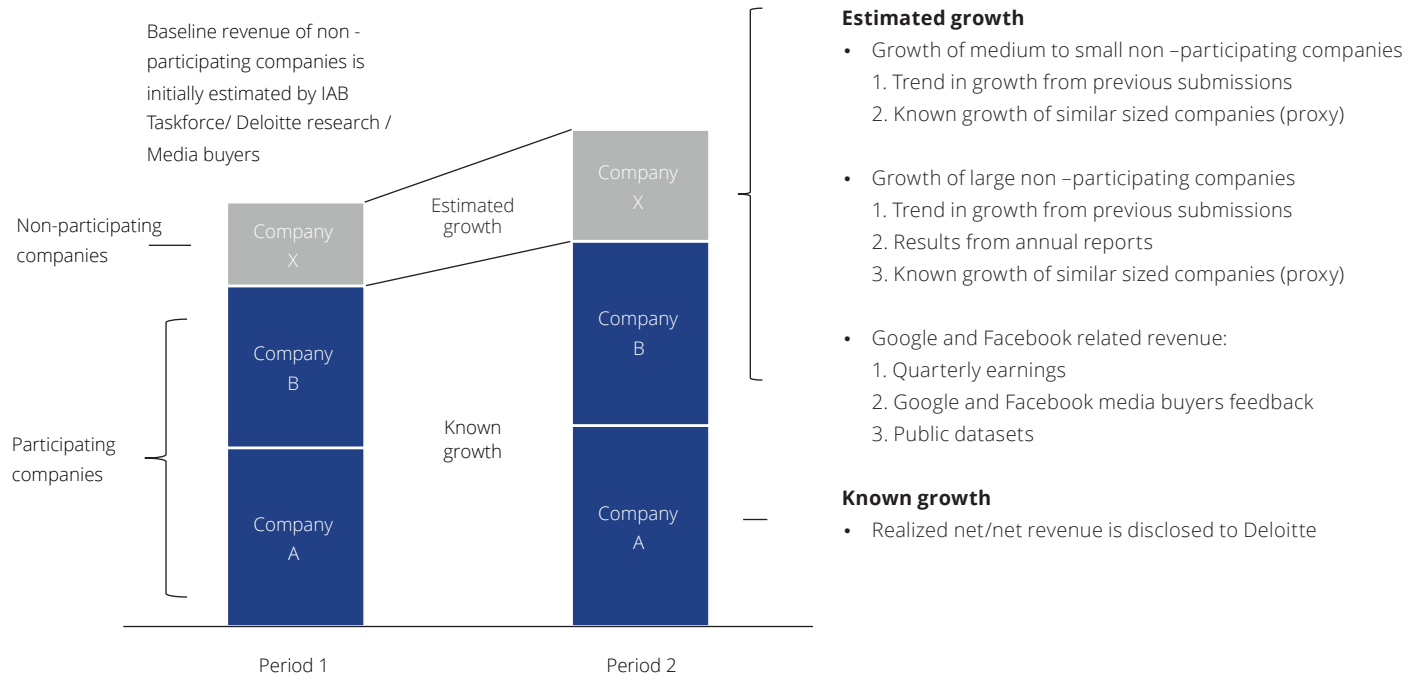 Baseline revenue of non -
participating companies is
initially estimated by IAB
Taskforce/ Deloitte research /
Media buyers
Non-participating
companies
Participating
companies
Company
X
Company
B
Company
A
Estimated
growth
Known
growth
Company
X
Company
B
Company
A
Period 1
Period 2
Estimated growth
• Growth of medium to small non –participating companies
1. Trend in growth from previous submissions
2. Known growth of similar sized companies (proxy)
• Growth of large non –participating companies
1. Trend in growth from previous submissions
2. Results from annual reports
3. Known growth of similar sized companies (proxy)
• Google and Facebook related revenue:
1. Quarterly earnings
2. Google and Facebook media buyers feedback
3. Public datasets
Known growth
• Realized net/net revenue is disclosed to Deloitte